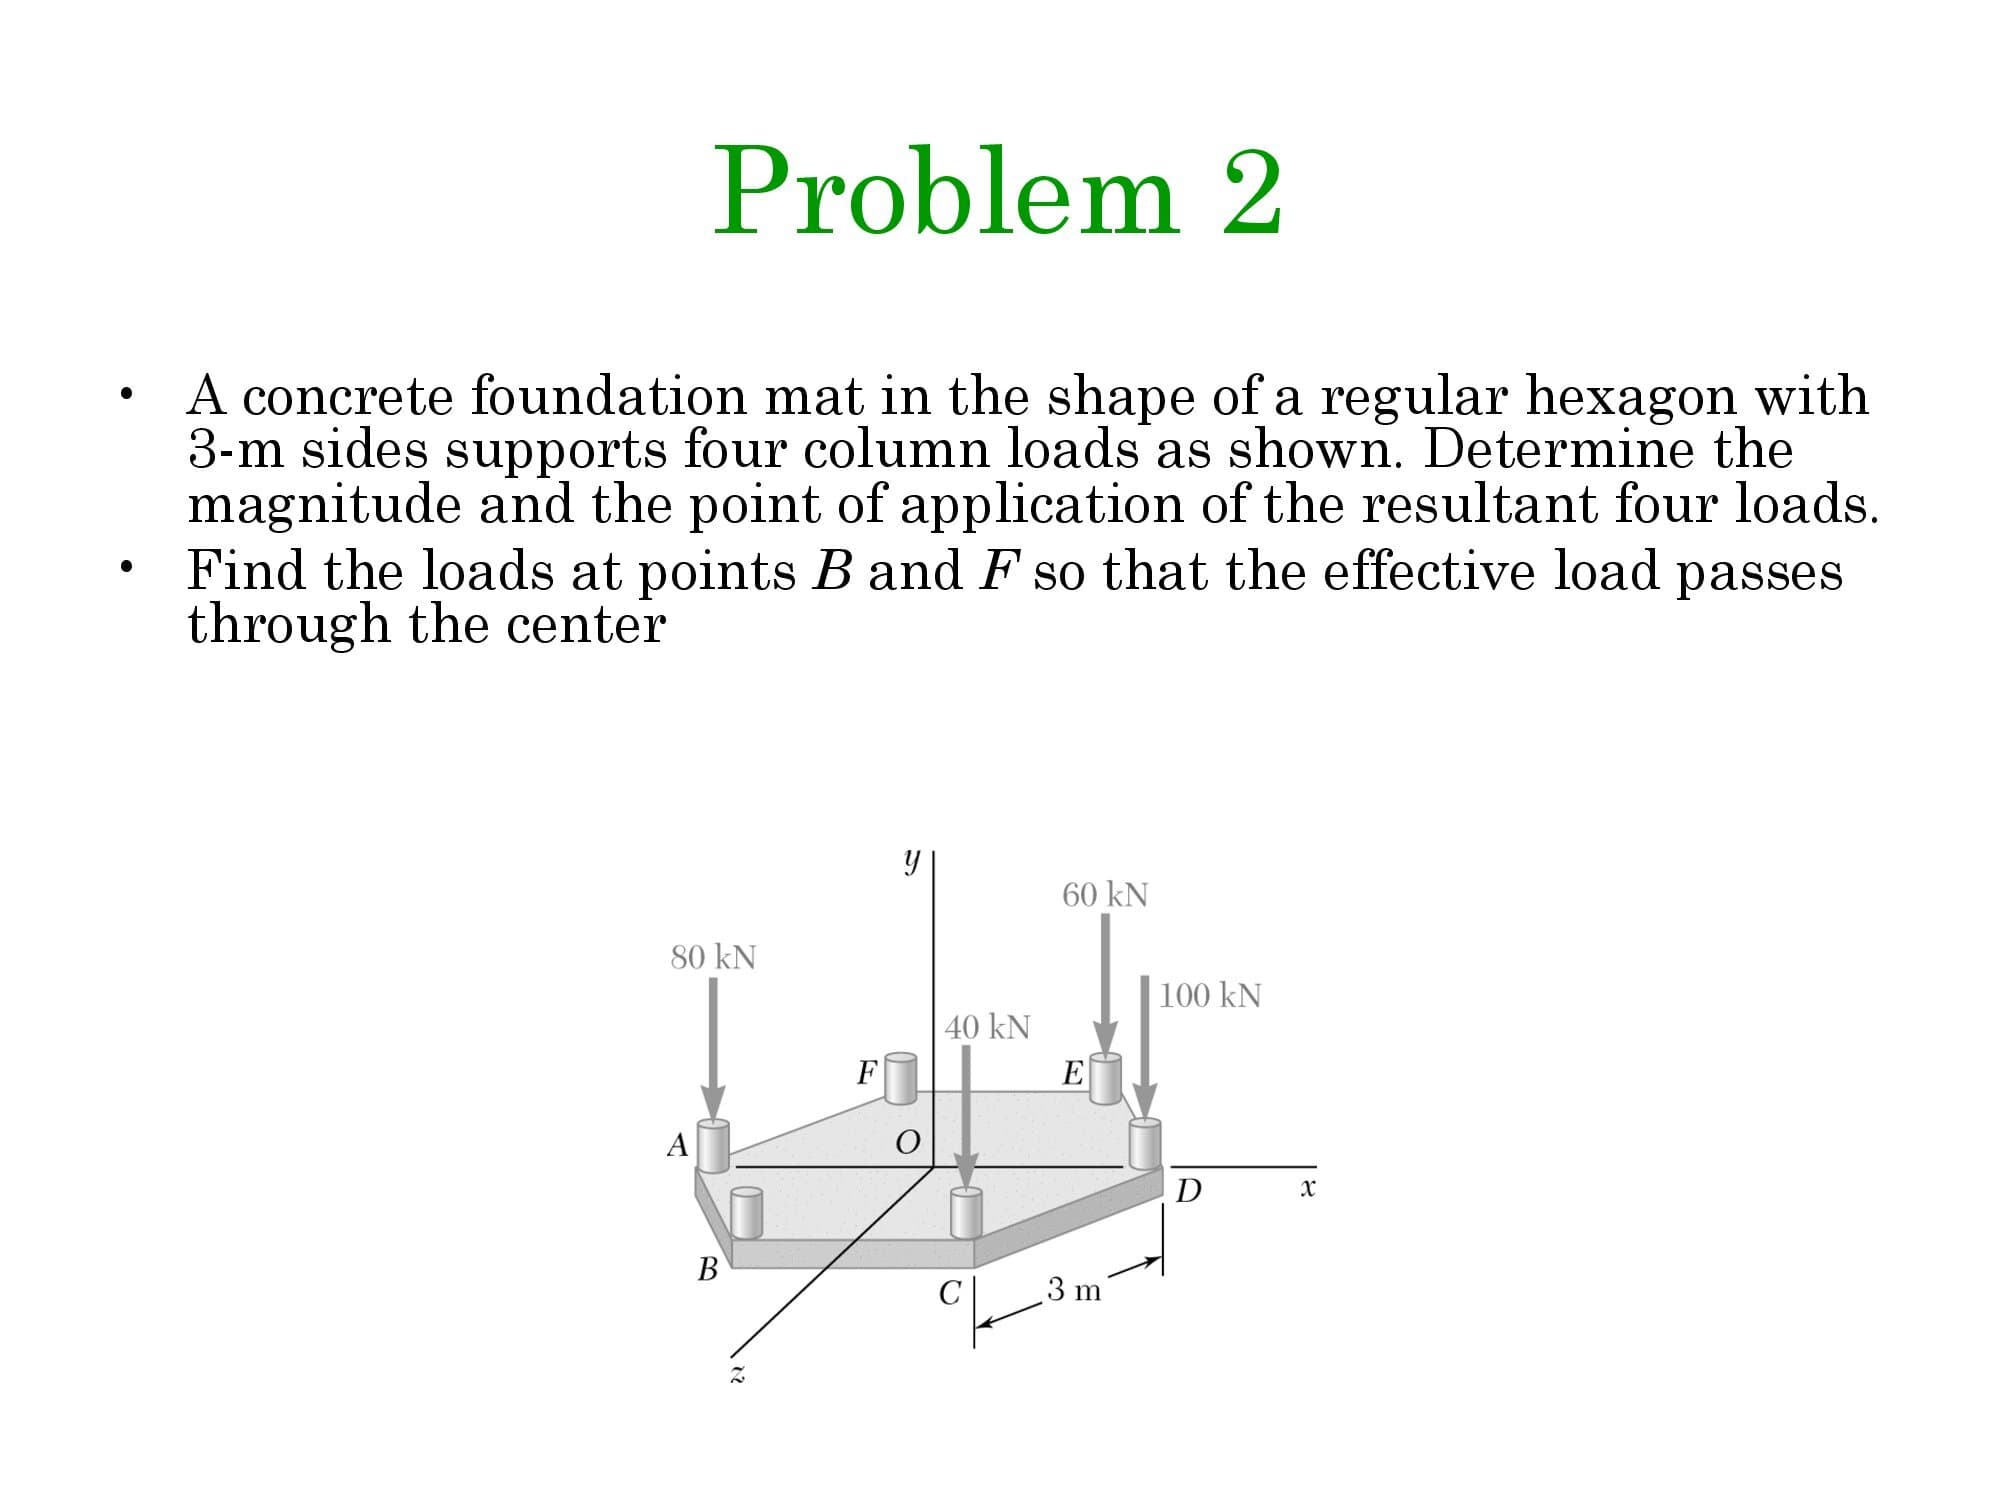 Problem 2
• A concrete foundation mat in the shape of a regular hexagon with
3-m sides supports four column loads as shown. Determine the
magnitude and the point of application of the resultant four loads.
• Find the loads at points B and F so that the effective load passes
through the center
y
60 kN
80 kN
100 kN
40 kN
F
E
A
O
D
x
B
C
3 m
z